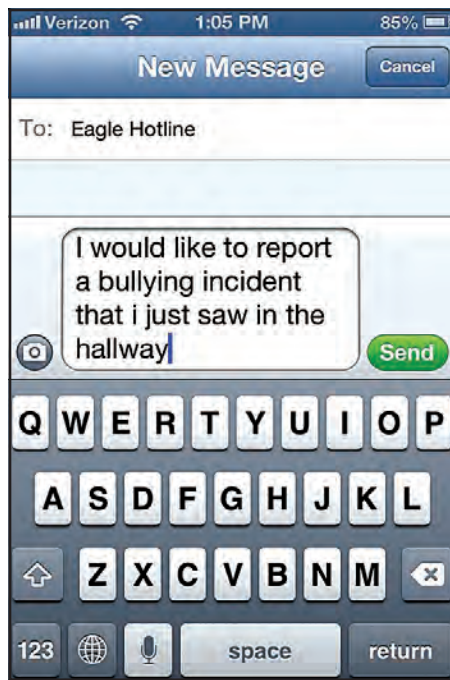 Verizon 1:05 PM 85%
New Message Cancel
To: Eagle Hotline
I would like to report
a bullying incident
that i just saw in the
hallway
Send
Q W E R T Y U I O P
A S D F G H J K L
Z X C V B N M
123 space return